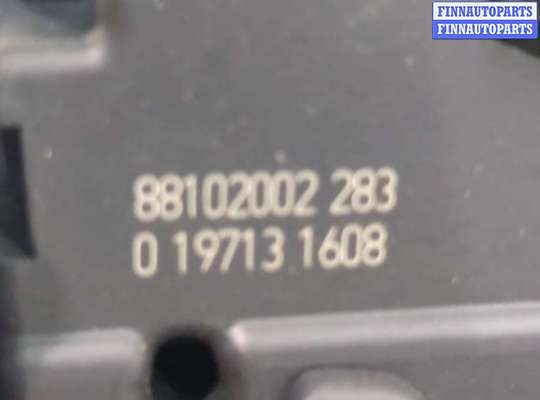 FINNAUTOPARTS
FINNAUTOPARTS
88102002 283
0 19713 1608